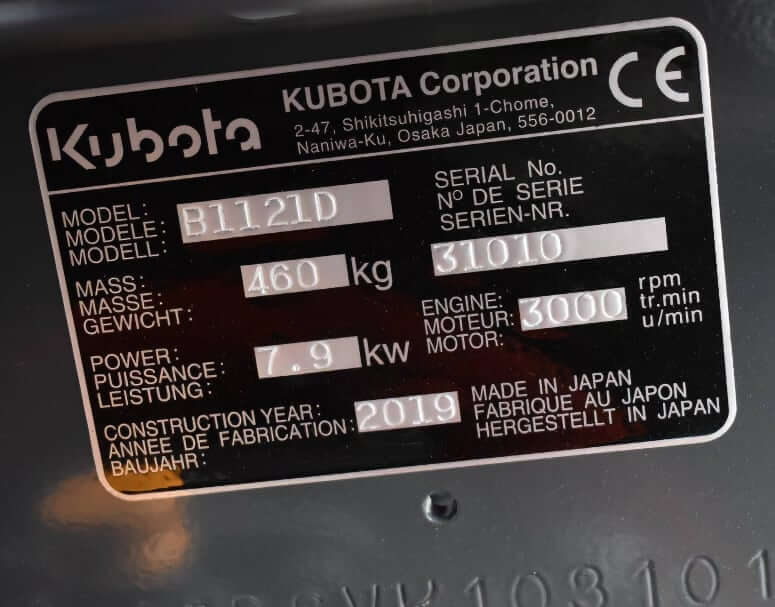 Kubota
KUBOTA Corporation
2-47, Shikitsuhigashi 1-Chome,
Naniwa-Ku, Osaka Japan, 556-0012
CE
MODEL:
MODELE:
MODELL:
B1121D
SERIAL No.
Nº DE SERIE
SERIEN-NR.
31010
MASS:
MASSE:
GEWICHT:
460 kg
ENGINE:
MOTEUR:
MOTOR:
3000
rpm
tr.min
u/min
POWER:
PUISSANCE:
LEISTUNG:
7.9 kw
CONSTRUCTION YEAR:
ANNÉE DE FABRICATION:
BAUJAHR:
2019
MADE IN JAPAN
FABRIQUE AU JAPON
HERGESTELLT IN JAPAN